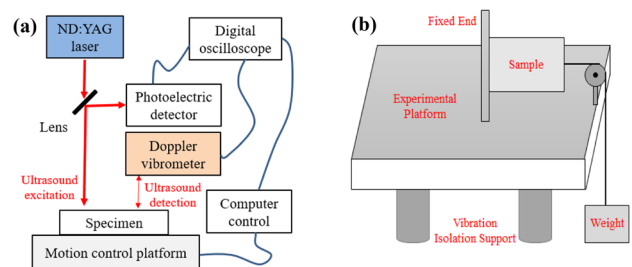 (a)
ND:YAG
laser
Digital
oscilloscope
Lens
Photoelectric
detector
Doppler
vibrometer
Ultrasound
excitation
Ultrasound
detection
Computer
control
Specimen
Motion control platform
(b)
Fixed End
Sample
Experimental
Platform
Vibration
Isolation Support
Weight